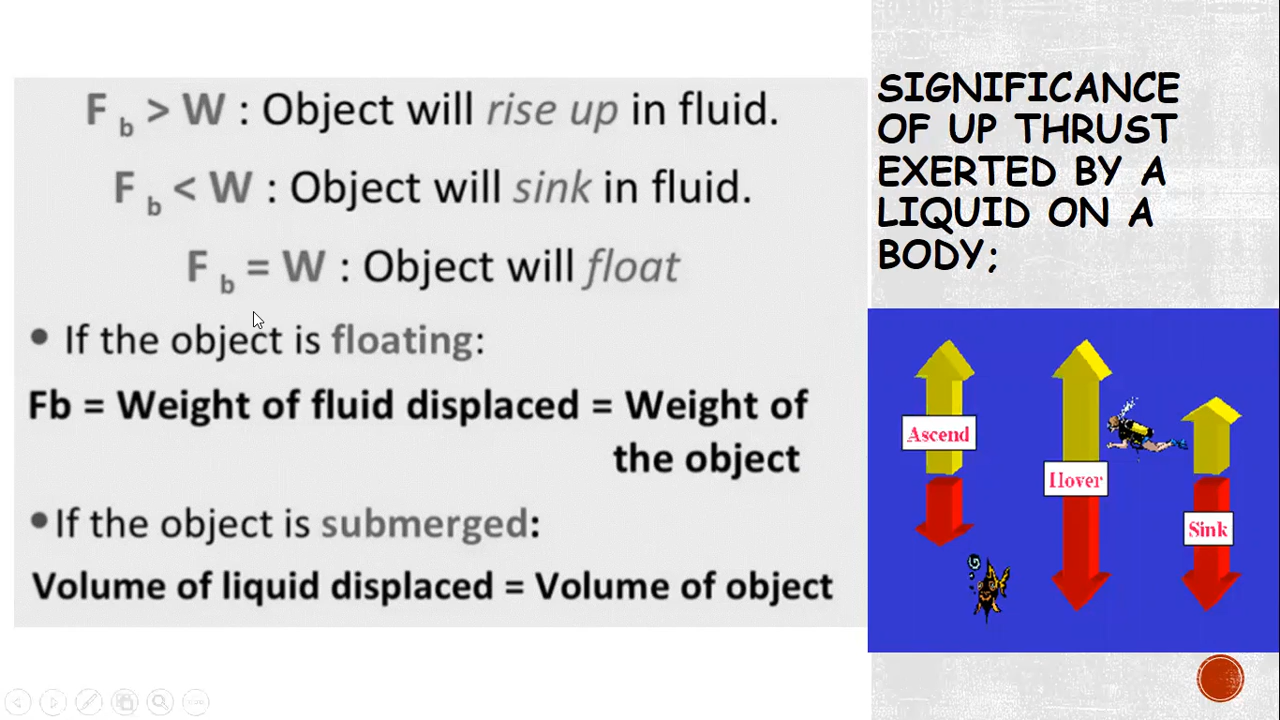 F b > W : Object will rise up in fluid.
F b < W : Object will sink in fluid.
F b = W : Object will float
• If the object is floating:
Fb = Weight of fluid displaced = Weight of
the object
• If the object is submerged:
Volume of liquid displaced = Volume of object
SIGNIFICANCE
OF UP THRUST
EXERTED BY A
LIQUID ON A
BODY;
Ascend
Hover
Sink